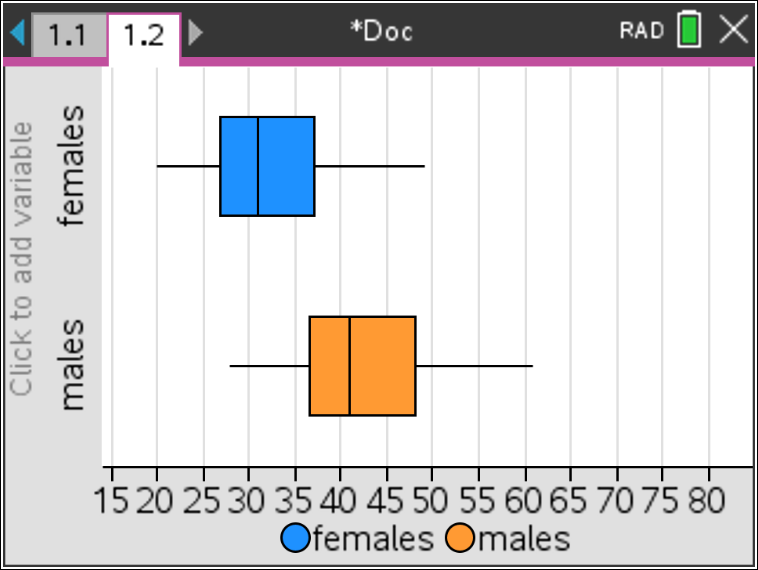 1.1 1.2 *Doc RAD
Click to add variable
females
males
15 20 25 30 35 40 45 50 55 60 65 70 75 80
females males